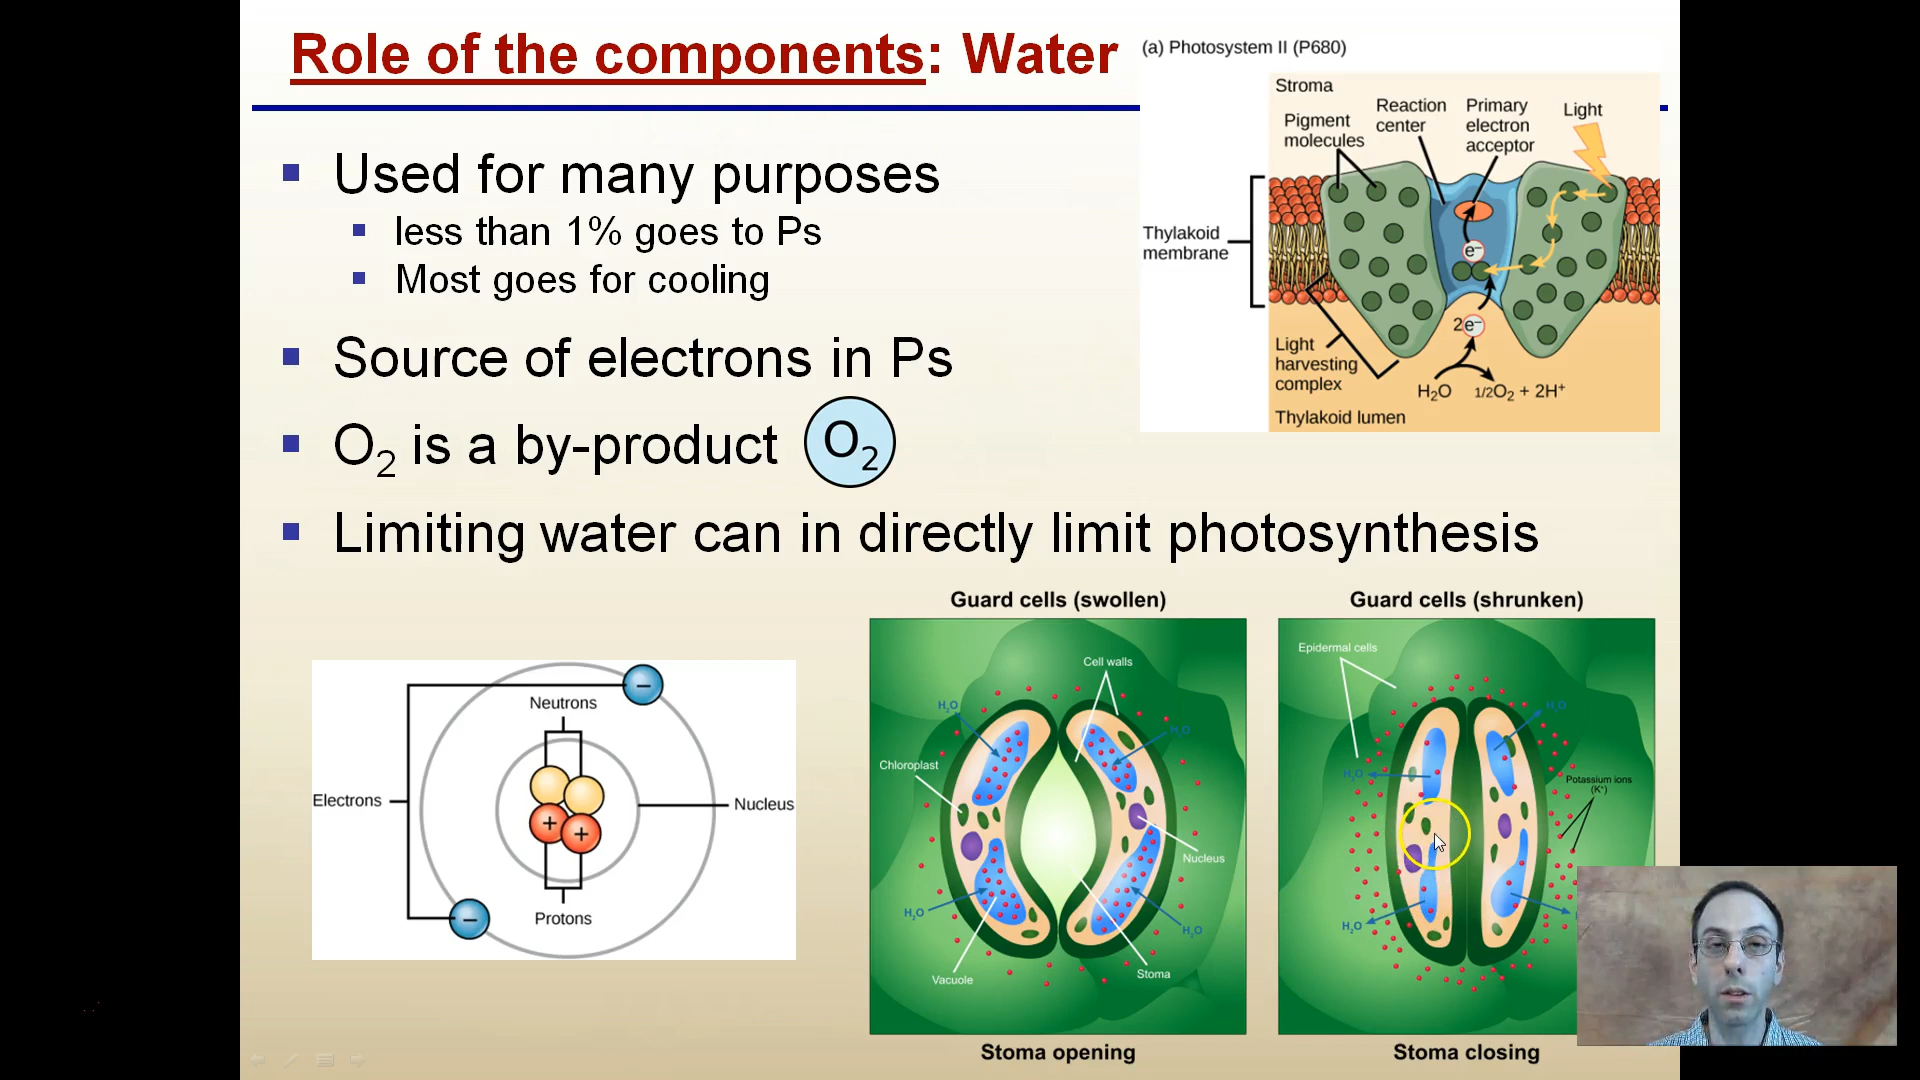 Role of the components: Water
Used for many purposes
less than 1% goes to Ps
Most goes for cooling
Source of electrons in Ps
O₂ is a by-product
O₂
Limiting water can in directly limit photosynthesis
(a) Photosystem II (P680)
Stroma
Pigment
molecules
Reaction
center
Primary
electron
acceptor
Light
Thylakoid
membrane
e⁻
2e⁻
Light
harvesting
complex
H₂O
1/2O₂ + 2H⁺
Thylakoid lumen
Neutrons
−
Electrons
+
+
Nucleus
Protons
−
Guard cells (swollen)
Cell walls
H₂O
H₂O
Chloroplast
Nucleus
H₂O
H₂O
Vacuole
Stoma
Stoma opening
Guard cells (shrunken)
Epidermal cells
H₂O
H₂O
Potassium ions
(K⁺)
H₂O
Stoma closing